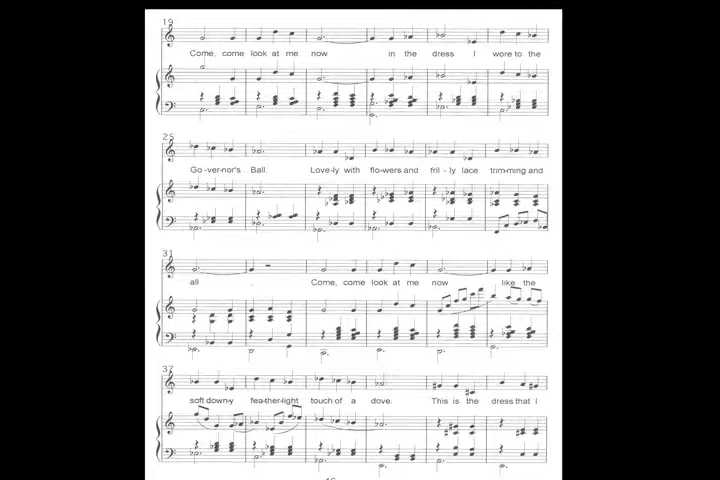 19
Come, come look at me now in the dress I wore to the
25
Go-ver-nor's Ball. Love-ly with flo-wers and fril-ly lace trim-ming and
31
all Come, come look at me now like the
37
soft down-y fea-ther-light touch of a dove. This is the dress that I